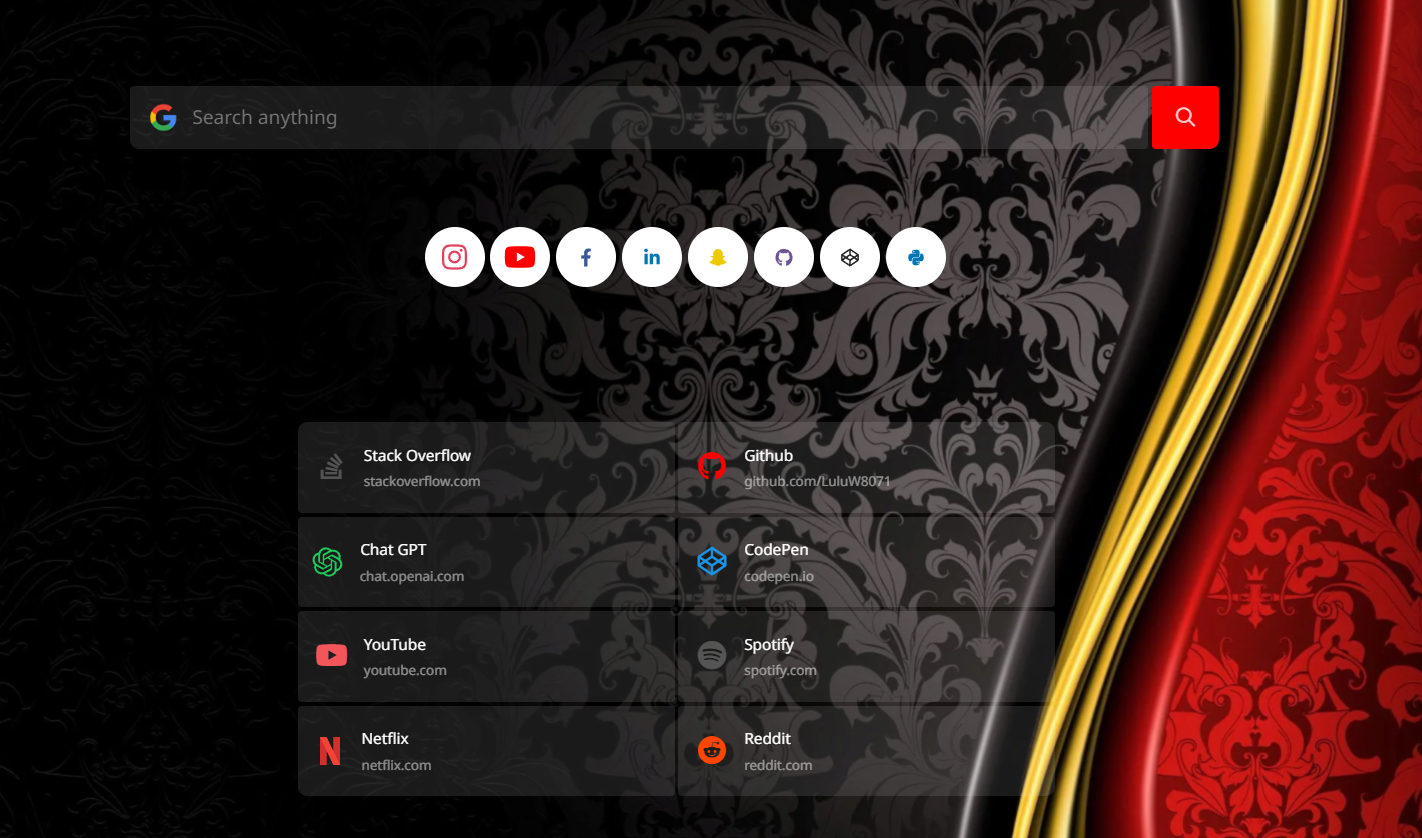 Search anything
in
Stack Overflow
stackoverflow.com
Github
github.com/LuluW8071
Chat GPT
chat.openai.com
CodePen
codepen.io
YouTube
youtube.com
Spotify
spotify.com
Netflix
netflix.com
Reddit
reddit.com